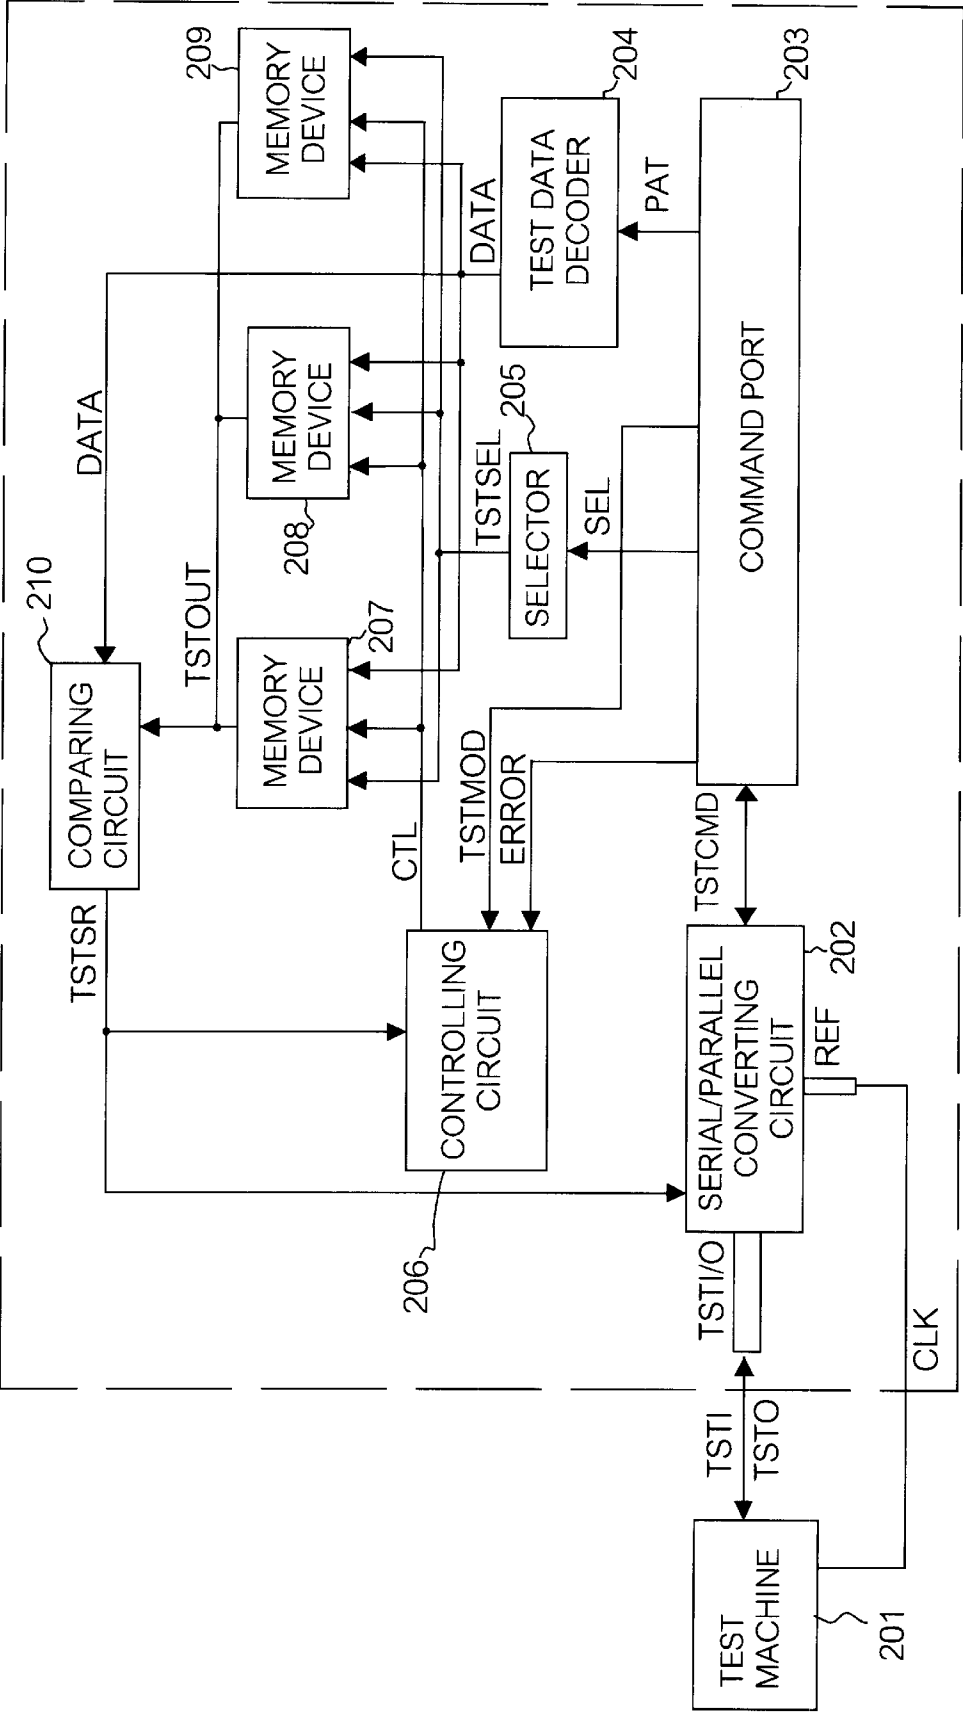 209
MEMORY
DEVICE
204
TEST DATA
DECODER
203
PAT
DATA
DATA
MEMORY
DEVICE
208
205
SELECTOR
TSTSEL
SEL
COMMAND PORT
210
COMPARING
CIRCUIT
TSTOUT
MEMORY
DEVICE
207
TSTSR
CTL
TSTMOD
ERROR
TSTCMD
CONTROLLING
CIRCUIT
206
SERIAL/PARALLEL
CONVERTING
CIRCUIT
202
REF
TSTI/O
CLK
TSTI
TSTO
TEST
MACHINE
201